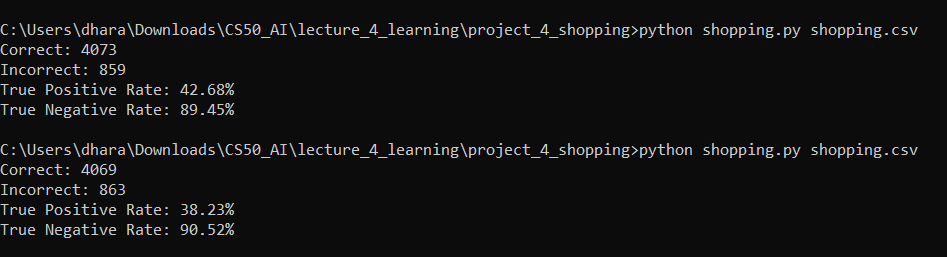 C:\Users\dhara\Downloads\CS50_AI\lecture_4_learning\project_4_shopping>python shopping.py shopping.csv
Correct: 4073
Incorrect: 859
True Positive Rate: 42.68%
True Negative Rate: 89.45%
C:\Users\dhara\Downloads\CS50_AI\lecture_4_learning\project_4_shopping>python shopping.py shopping.csv
Correct: 4069
Incorrect: 863
True Positive Rate: 38.23%
True Negative Rate: 90.52%